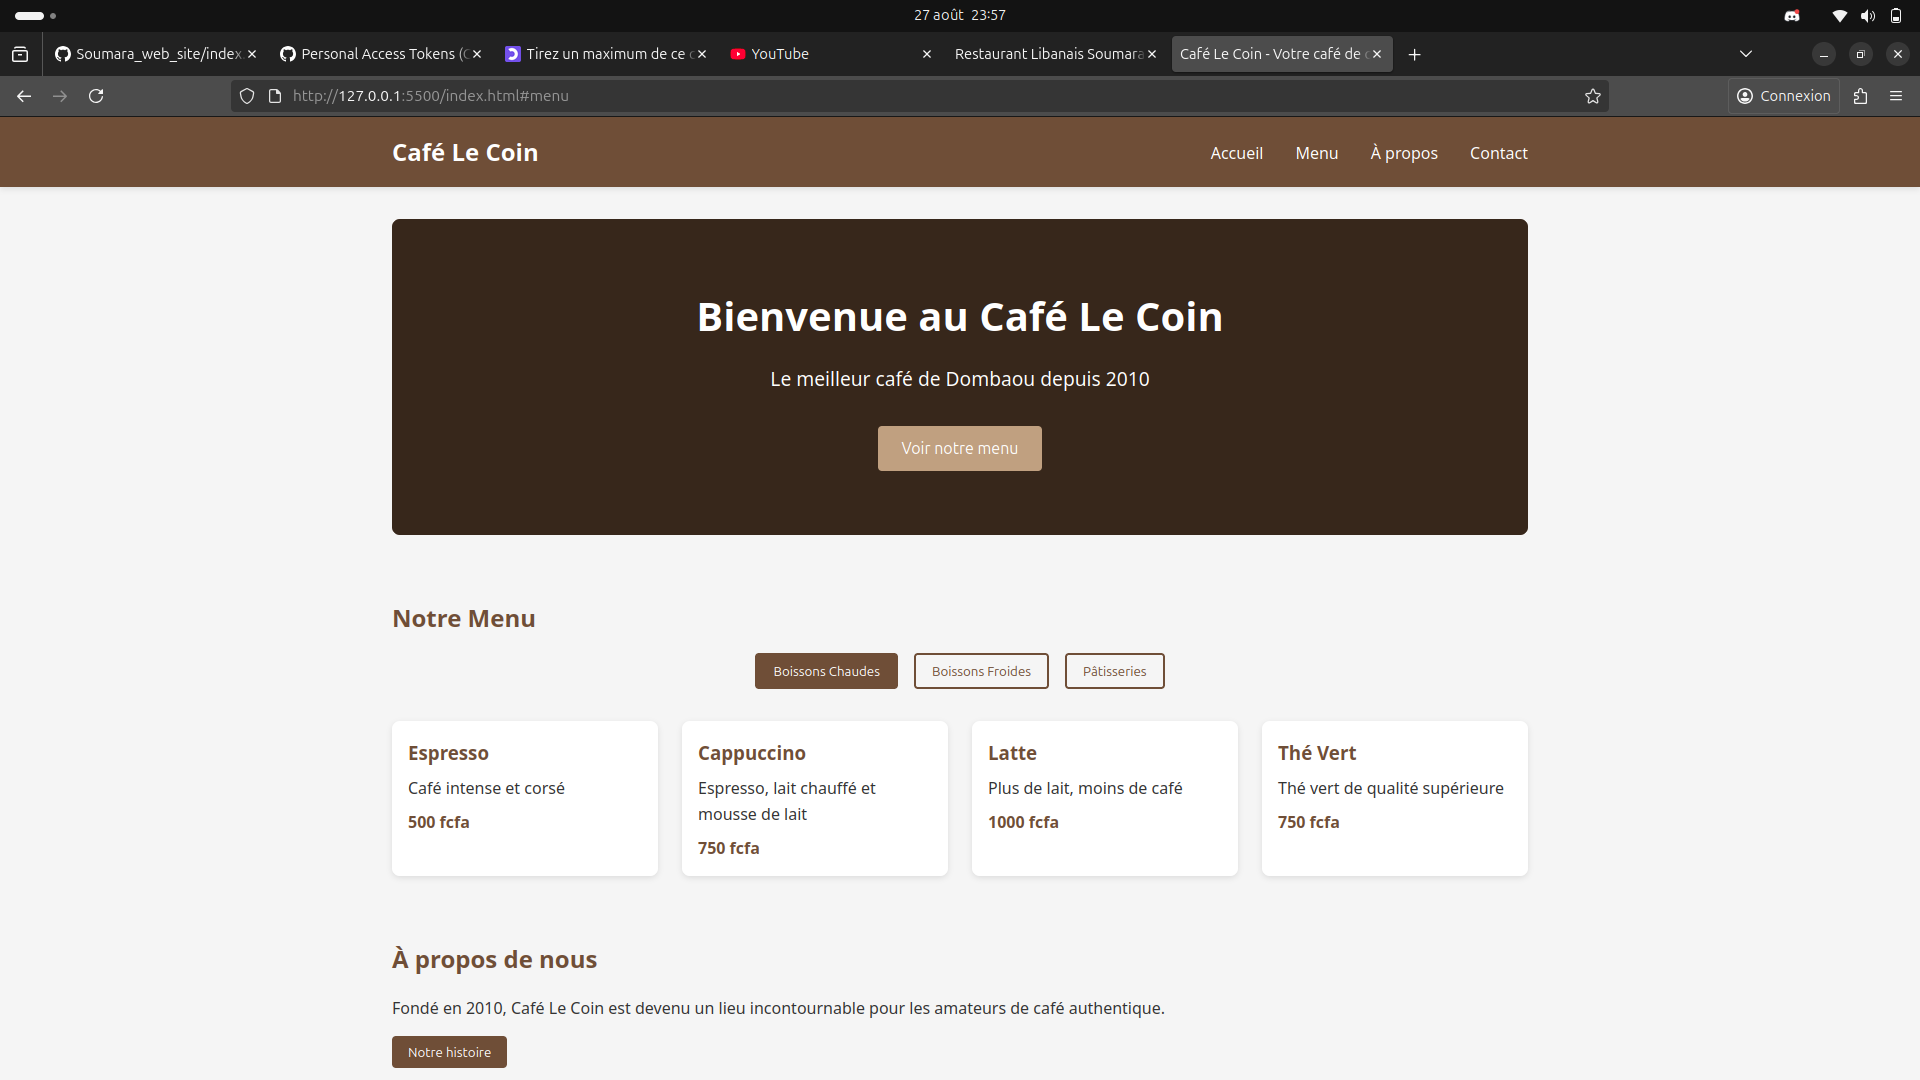 27 août 23:57
Soumara_web_site/index
Personal Access Tokens (C
Tirez un maximum de ce
YouTube
Restaurant Libanais Soumara
Café Le Coin - Votre café de
http://127.0.0.1:5500/index.html#menu
Connexion
Café Le Coin
Accueil
Menu
À propos
Contact
Bienvenue au Café Le Coin
Le meilleur café de Dombaou depuis 2010
Voir notre menu
Notre Menu
Boissons Chaudes
Boissons Froides
Pâtisseries
Espresso
Café intense et corsé
500 fcfa
Cappuccino
Espresso, lait chauffé et
mousse de lait
750 fcfa
Latte
Plus de lait, moins de café
1000 fcfa
Thé Vert
Thé vert de qualité supérieure
750 fcfa
À propos de nous
Fondé en 2010, Café Le Coin est devenu un lieu incontournable pour les amateurs de café authentique.
Notre histoire